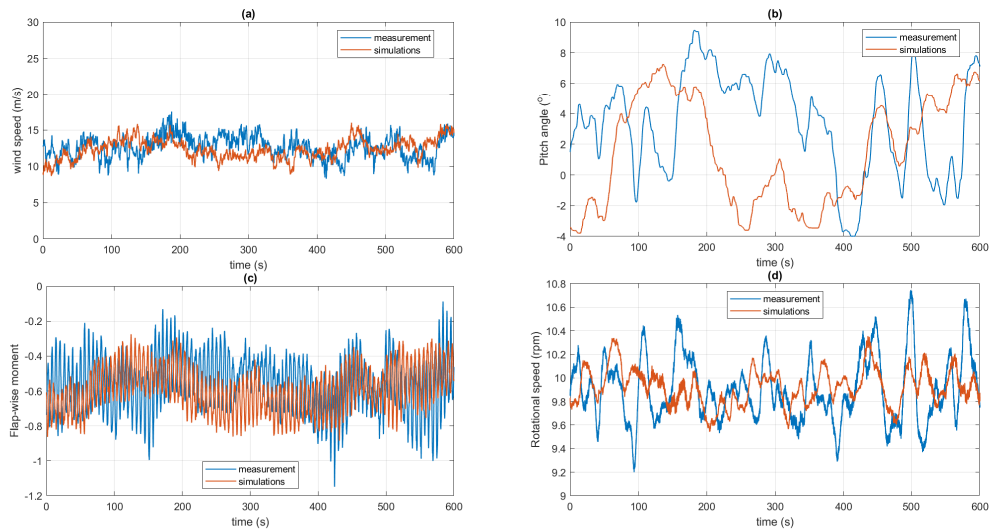 (a)
30
25
20
15
10
5
0
wind speed (m/s)
measurement
simulations
0 100 200 300 400 500 600
time (s)
(b)
10
8
6
4
2
0
-2
-4
Pitch angle (°)
measurement
simulations
0 100 200 300 400 500 600
time (s)
(c)
0
-0.2
-0.4
-0.6
-0.8
-1
-1.2
Flap-wise moment
measurement
simulations
0 100 200 300 400 500 600
time (s)
(d)
10.8
10.6
10.4
10.2
10
9.8
9.6
9.4
9.2
9
Rotational speed (rpm)
measurement
simulations
0 100 200 300 400 500 600
time (s)